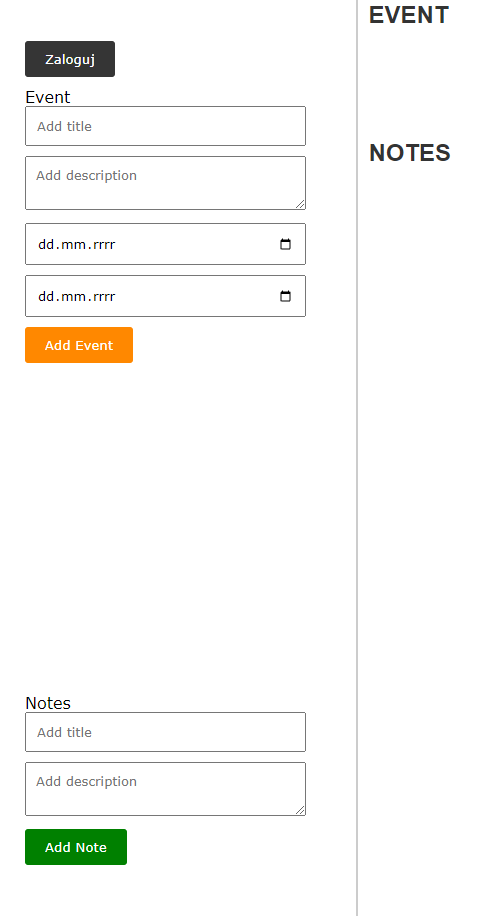 Zaloguj
Event
Add title
Add description
dd.mm.rrrr
dd.mm.rrrr
Add Event
Notes
Add title
Add description
Add Note
EVENT
NOTES